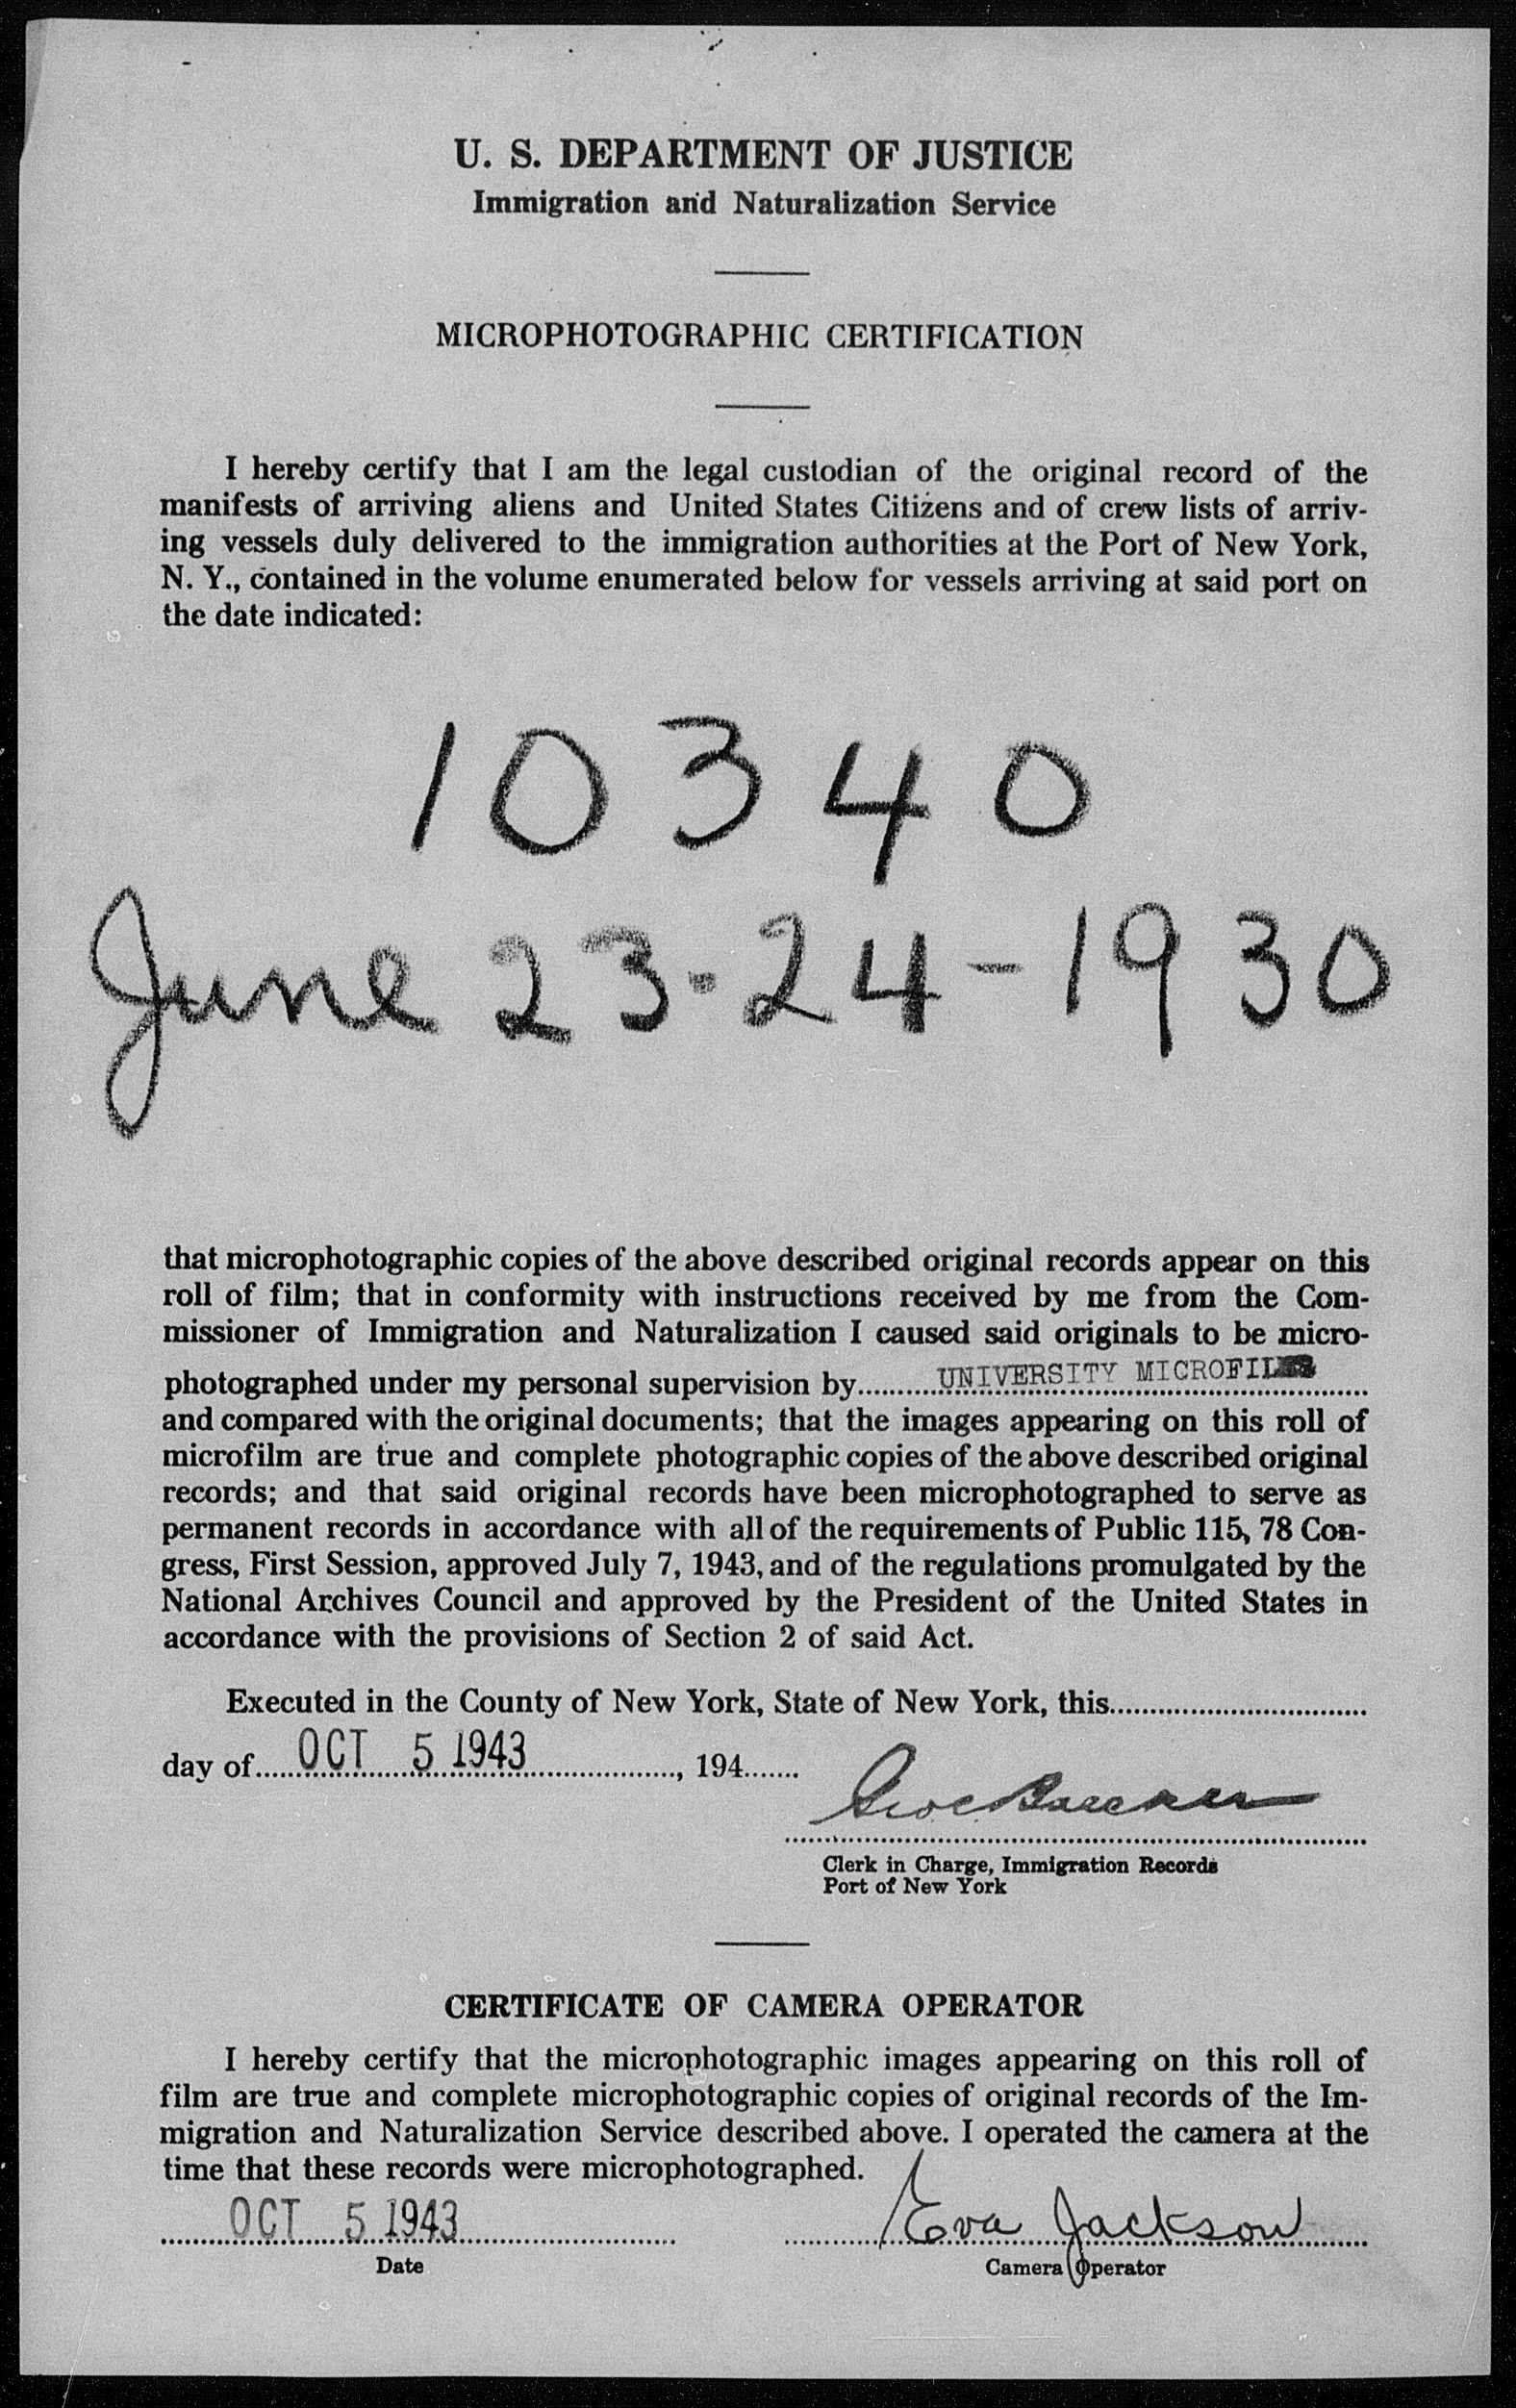 U. S. DEPARTMENT OF JUSTICE
Immigration and Naturalization Service
MICROPHOTOGRAPHIC CERTIFICATION
I hereby certify that I am the legal custodian of the original record of the
manifests of arriving aliens and United States Citizens and of crew lists of arriv-
ing vessels duly delivered to the immigration authorities at the Port of New York,
N. Y., contained in the volume enumerated below for vessels arriving at said port on
the date indicated:
10340
June 23-24-1930
that microphotographic copies of the above described original records appear on this
roll of film; that in conformity with instructions received by me from the Com-
missioner of Immigration and Naturalization I caused said originals to be micro-
photographed under my personal supervision by UNIVERSITY
and compared with the original documents; that the images appearing on this roll of
microfilm are true and complete photographic copies of the above described original
records; and that said original records have been microphotographed to serve as
permanent records in accordance with all of the requirements of Public 115, 78 Con-
gress, First Session, approved July 7, 1943, and of the regulations promulgated by the
National Archives Council and approved by the President of the United States in
accordance with the provisions of Section 2 of said Act.
Executed in the County of New York, State of New York, this
day of OCT 5 1943, 194
Clerk in Charge, Immigration Records
Port of New York
CERTIFICATE OF CAMERA OPERATOR
I hereby certify that the microphotographic images appearing on this roll of
film are true and complete microphotographic copies of original records of the Im-
migration and Naturalization Service described above. I operated the camera at the
time that these records were microphotographed.
OCT 5 1943 Eva Jackson
Date Camera Operator